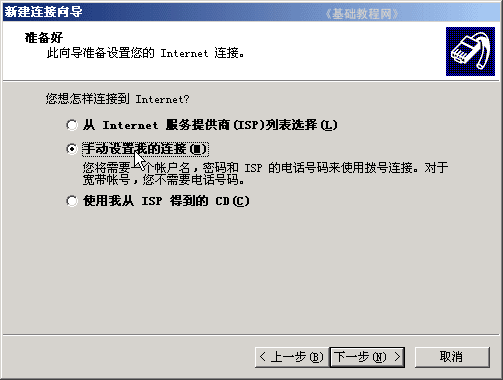 新建连接向导
《基础教程网》
准备好
此向导准备设置您的 Internet 连接。
您想怎样连接到 Internet?
从 Internet 服务提供商(ISP)列表选择(L)
手动设置我的连接(M)
您将需要一个帐户名，密码和 ISP 的电话号码来使用拨号连接。对于
宽带帐号，您不需要电话号码。
使用我从 ISP 得到的 CD(C)
< 上一步(B)
下一步(N) >
取消